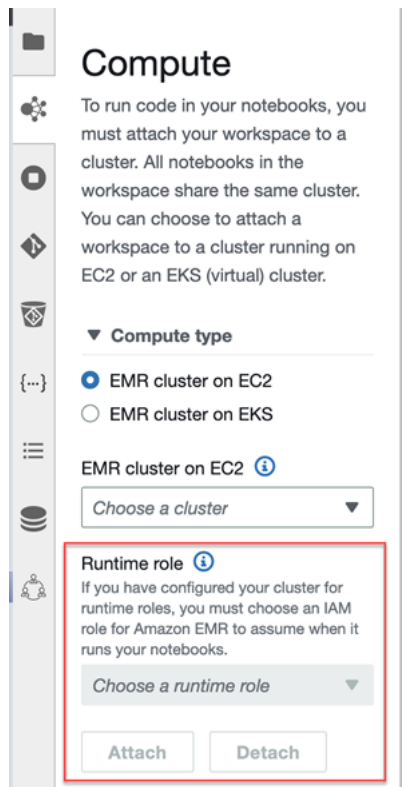 Compute
To run code in your notebooks, you
must attach your workspace to a
cluster. All notebooks in the
workspace share the same cluster.
You can choose to attach a
workspace to a cluster running on
EC2 or an EKS (virtual) cluster.
Compute type
EMR cluster on EC2
EMR cluster on EKS
EMR cluster on EC2
Choose a cluster
Runtime role
If you have configured your cluster for
runtime roles, you must choose an IAM
role for Amazon EMR to assume when it
runs your notebooks.
Choose a runtime role
Attach Detach